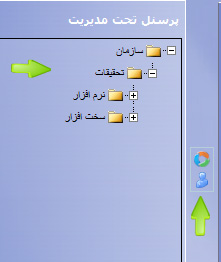 پرسنل تحت مدیریت
سازمان
تحقیقات
نرم افزار
سخت افزار